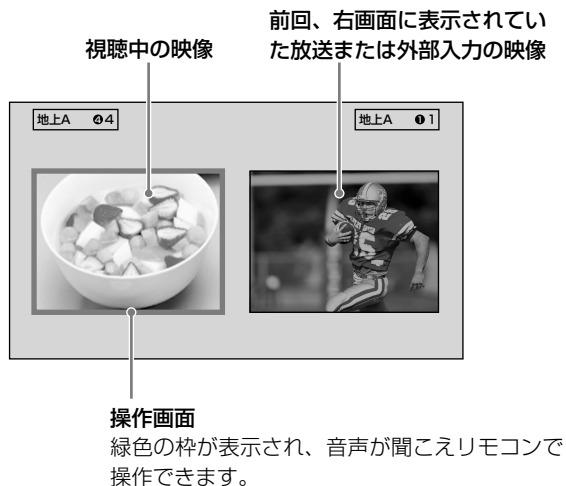 視聴中の映像
前回、右画面に表示されてい
た放送または外部入力の映像
地上A ❹4
地上A ❶1
25
操作画面
緑色の枠が表示され、音声が聞こえリモコンで
操作できます。